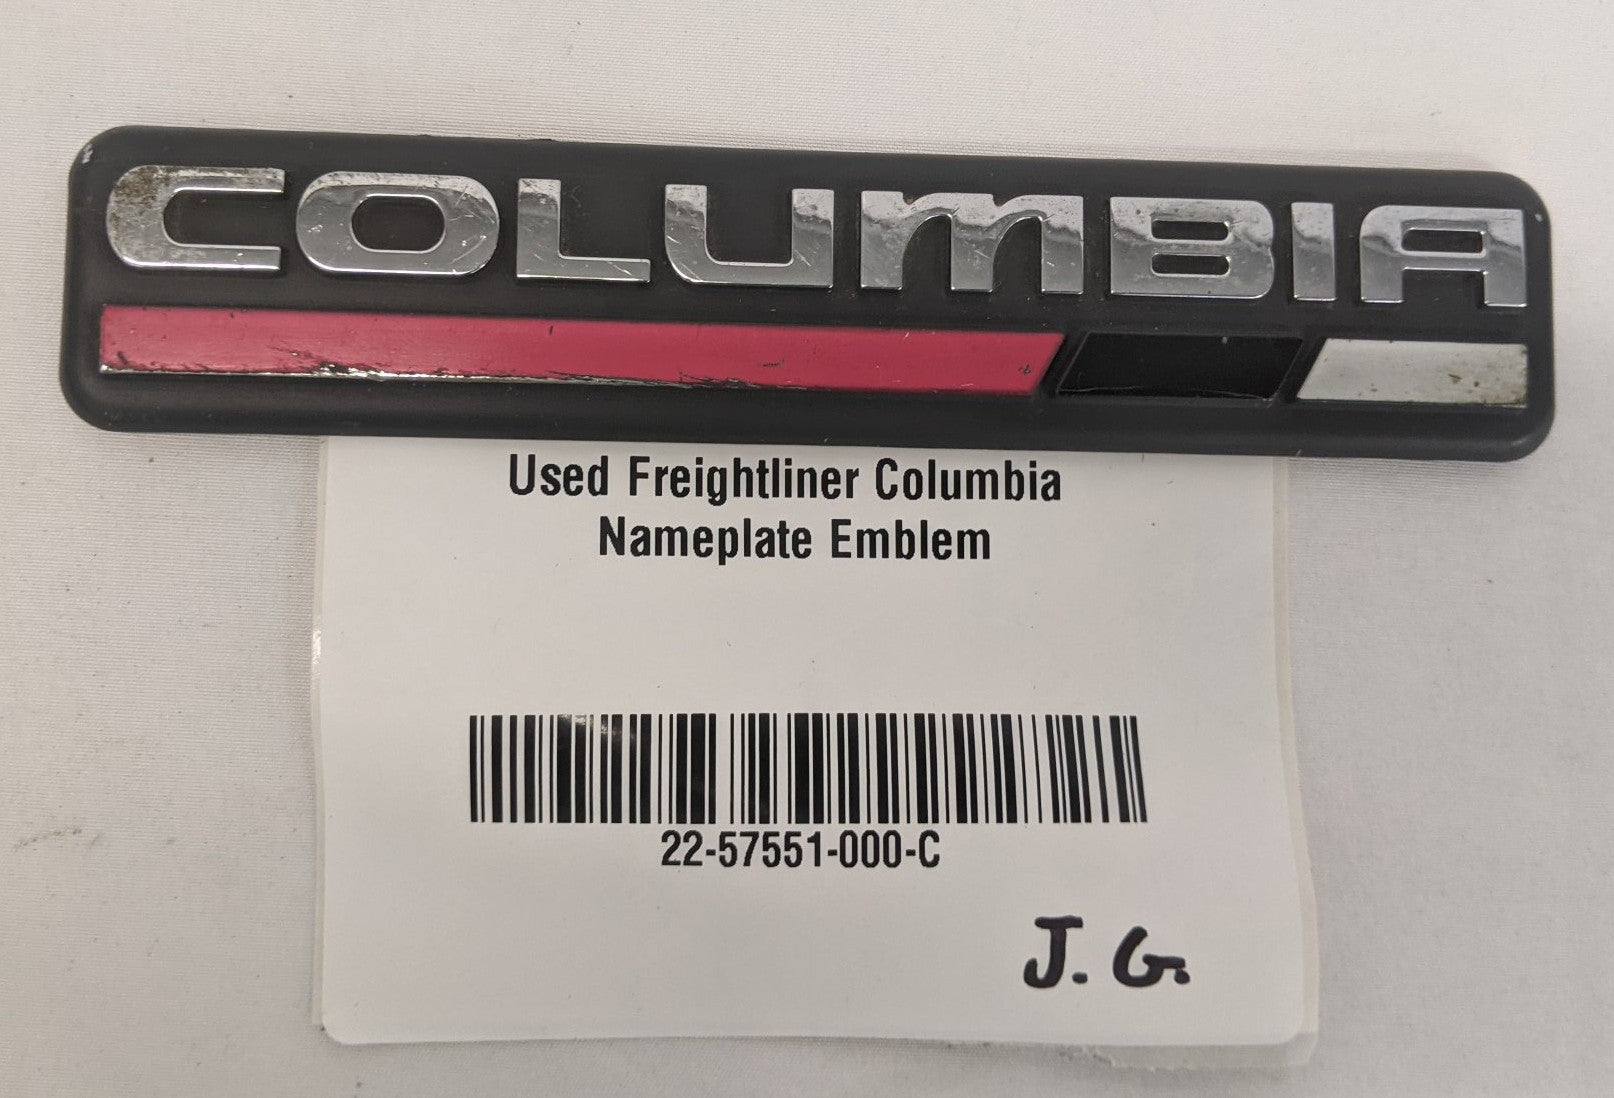 COLUMBIA
Used Freightliner Columbia
Nameplate Emblem
22-57551-000-C
J. G.